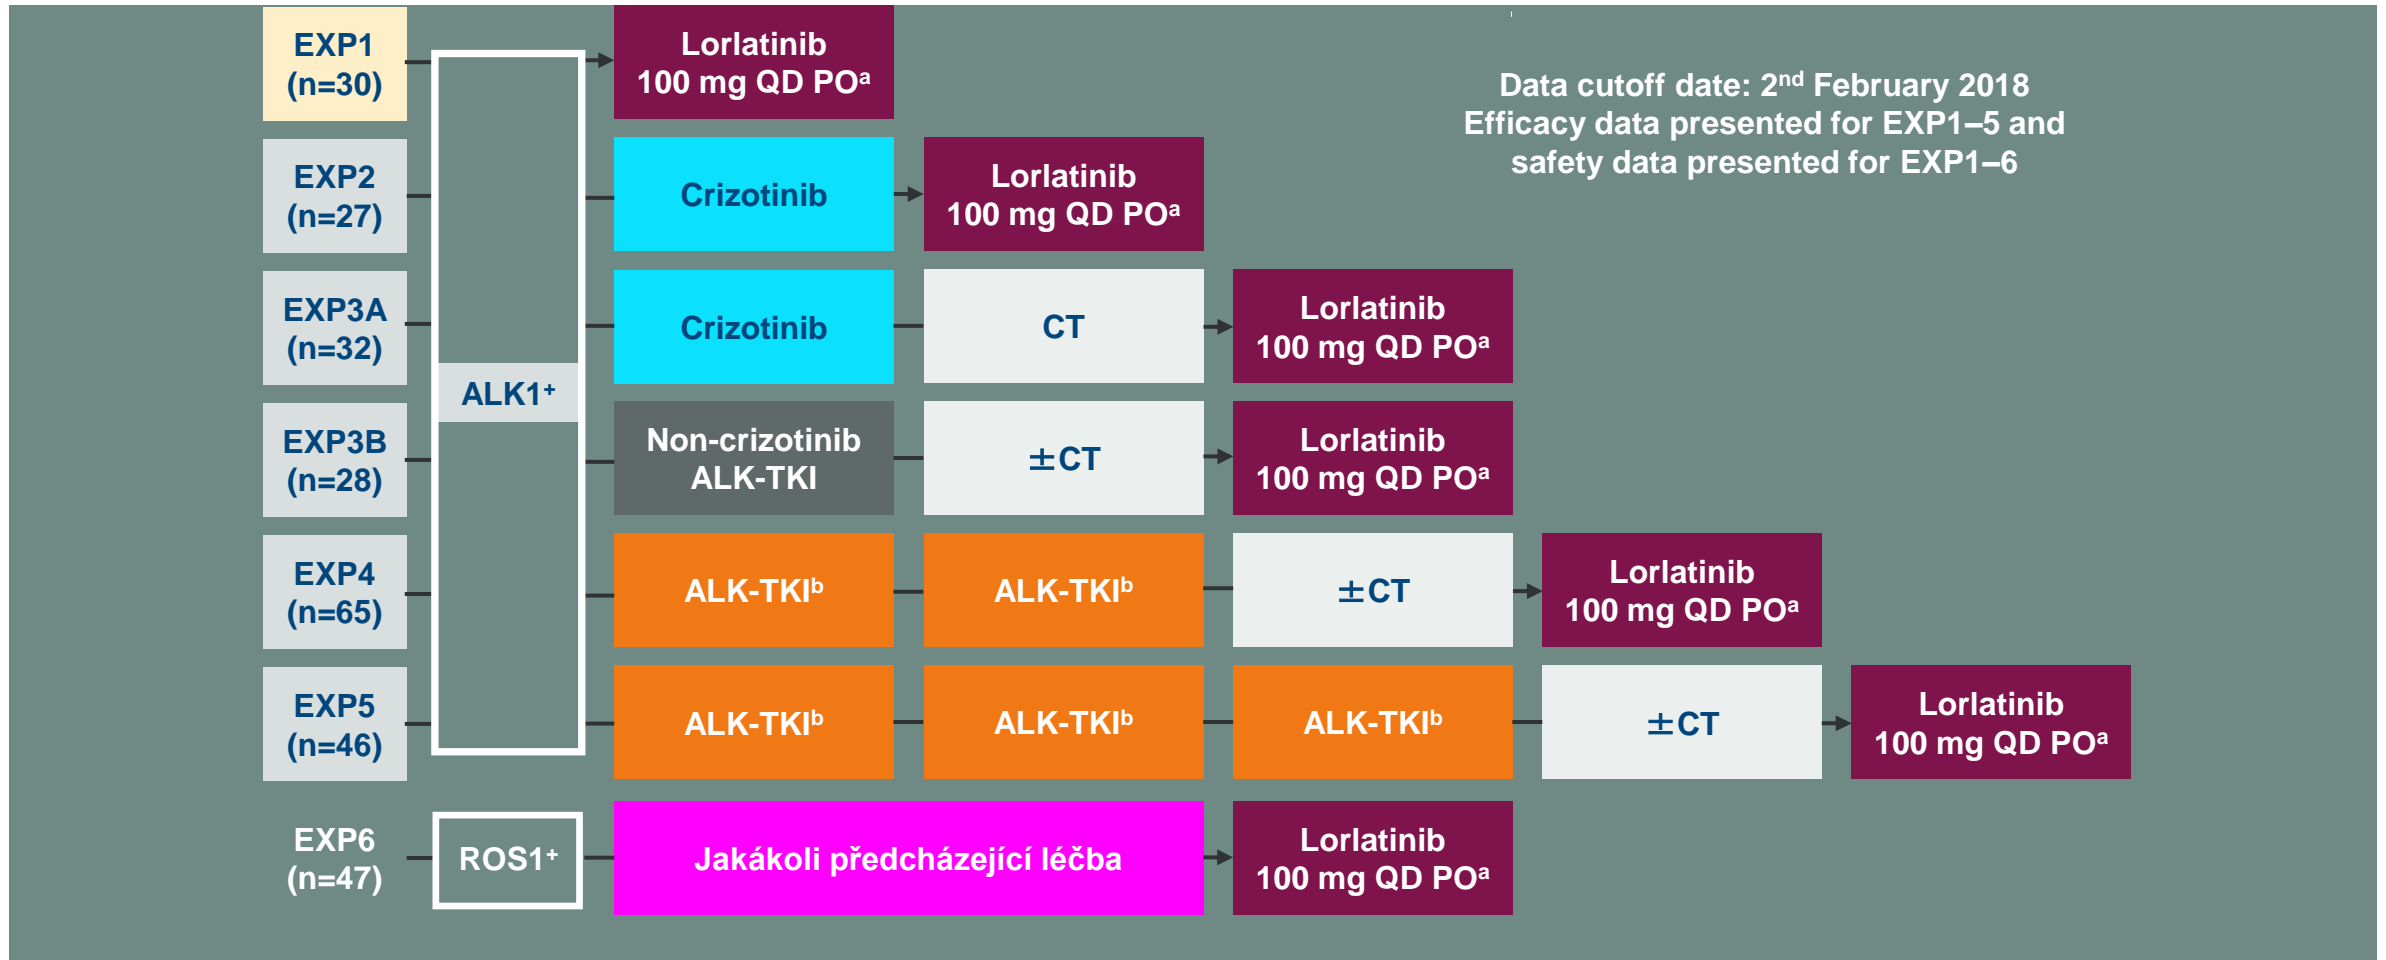 EXP1
(n=30)
Lorlatinib
100 mg QD POᵃ
Data cutoff date: 2ⁿᵈ February 2018
Efficacy data presented for EXP1–5 and
safety data presented for EXP1–6
EXP2
(n=27)
Crizotinib
Lorlatinib
100 mg QD POᵃ
EXP3A
(n=32)
Crizotinib
CT
Lorlatinib
100 mg QD POᵃ
ALK1⁺
EXP3B
(n=28)
Non-crizotinib
ALK-TKI
±CT
Lorlatinib
100 mg QD POᵃ
EXP4
(n=65)
ALK-TKIᵇ
ALK-TKIᵇ
±CT
Lorlatinib
100 mg QD POᵃ
EXP5
(n=46)
ALK-TKIᵇ
ALK-TKIᵇ
ALK-TKIᵇ
±CT
Lorlatinib
100 mg QD POᵃ
EXP6
(n=47)
ROS1⁺
Jakákoli předcházející léčba
Lorlatinib
100 mg QD POᵃ